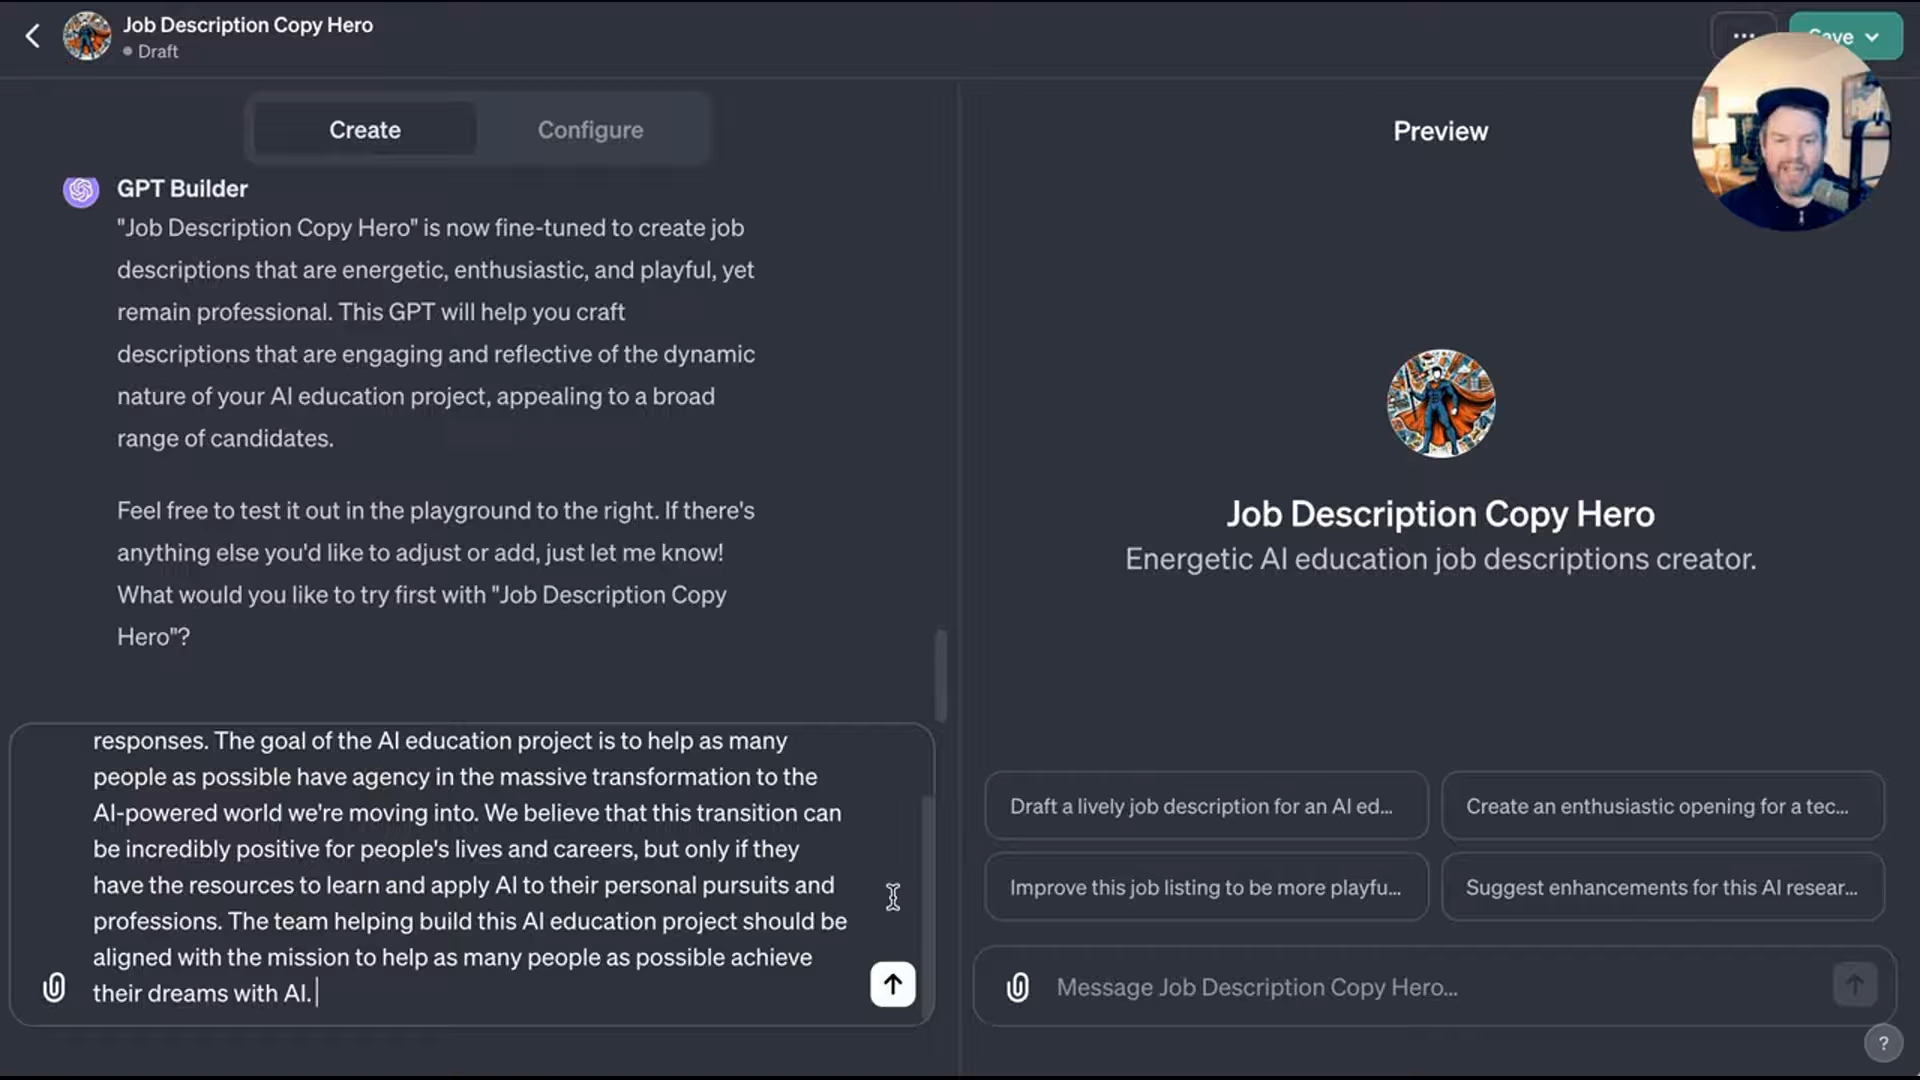 Job Description Copy Hero
Draft
Save
Create
Configure
Preview
GPT Builder
"Job Description Copy Hero" is now fine-tuned to create job
descriptions that are energetic, enthusiastic, and playful, yet
remain professional. This GPT will help you craft
descriptions that are engaging and reflective of the dynamic
nature of your AI education project, appealing to a broad
range of candidates.
Feel free to test it out in the playground to the right. If there's
anything else you'd like to adjust or add, just let me know!
What would you like to try first with "Job Description Copy
Hero"?
responses. The goal of the AI education project is to help as many
people as possible have agency in the massive transformation to the
AI-powered world we're moving into. We believe that this transition can
be incredibly positive for people's lives and careers, but only if they
have the resources to learn and apply AI to their personal pursuits and
professions. The team helping build this AI education project should be
aligned with the mission to help as many people as possible achieve
their dreams with AI.
Job Description Copy Hero
Energetic AI education job descriptions creator.
Draft a lively job description for an AI ed...
Create an enthusiastic opening for a tec...
Improve this job listing to be more playfu...
Suggest enhancements for this AI resear...
Message Job Description Copy Hero...
?